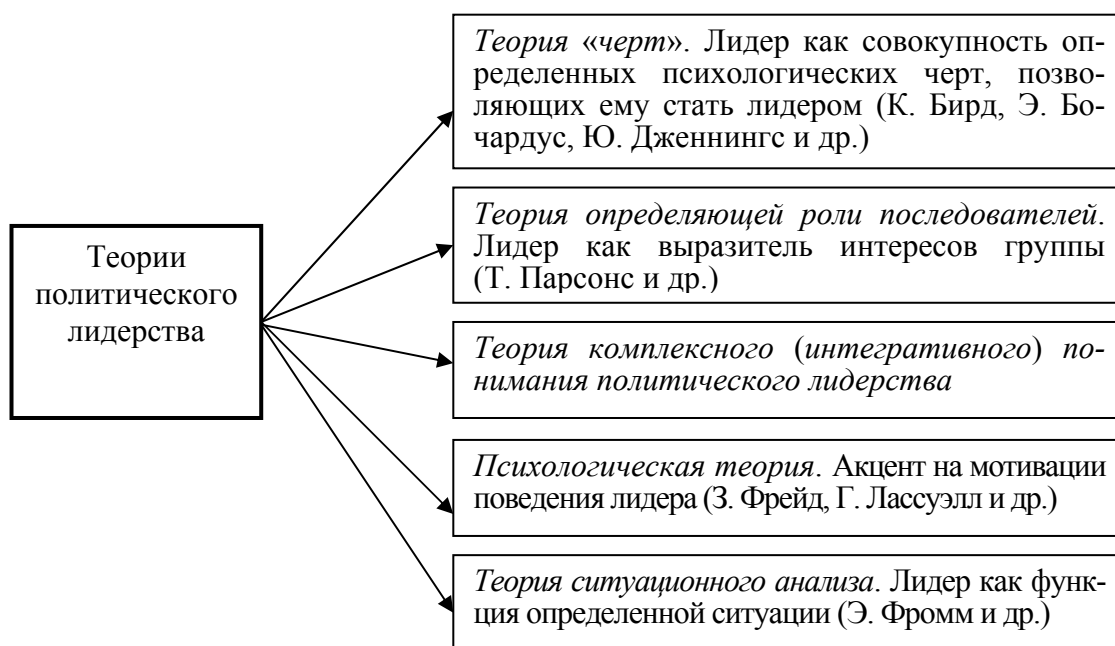 Теории
политического
лидерства
Теория «черт». Лидер как совокупность оп-
ределенных психологических черт, позво-
ляющих ему стать лидером (К. Бирд, Э. Бо-
чардус, Ю. Дженнингс и др.)
Теория определяющей роли последователей.
Лидер как выразитель интересов группы
(Т. Парсонс и др.)
Теория комплексного (интегративного) по-
нимания политического лидерства
Психологическая теория. Акцент на мотивации
поведения лидера (З. Фрейд, Г. Лассуэлл и др.)
Теория ситуационного анализа. Лидер как функ-
ция определенной ситуации (Э. Фромм и др.)